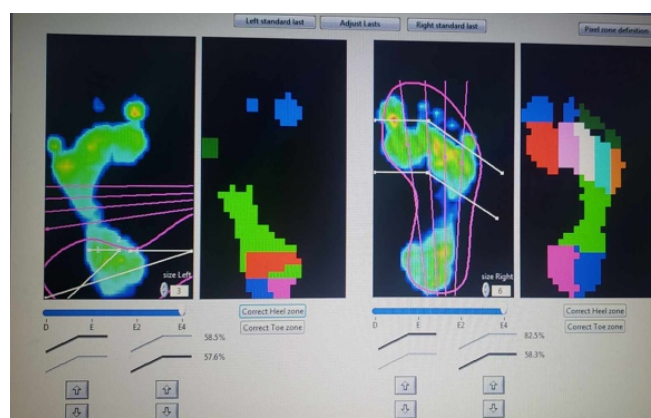 Left standard last
Adjust Lasts
Right standard last
Pixel zone definition
size Left
3
size Right
6
Correct Heel zone
Correct Toe zone
Correct Heel zone
Correct Toe zone
D E E2 E4
D E E2 E4
58.5%
57.6%
82.5%
58.3%